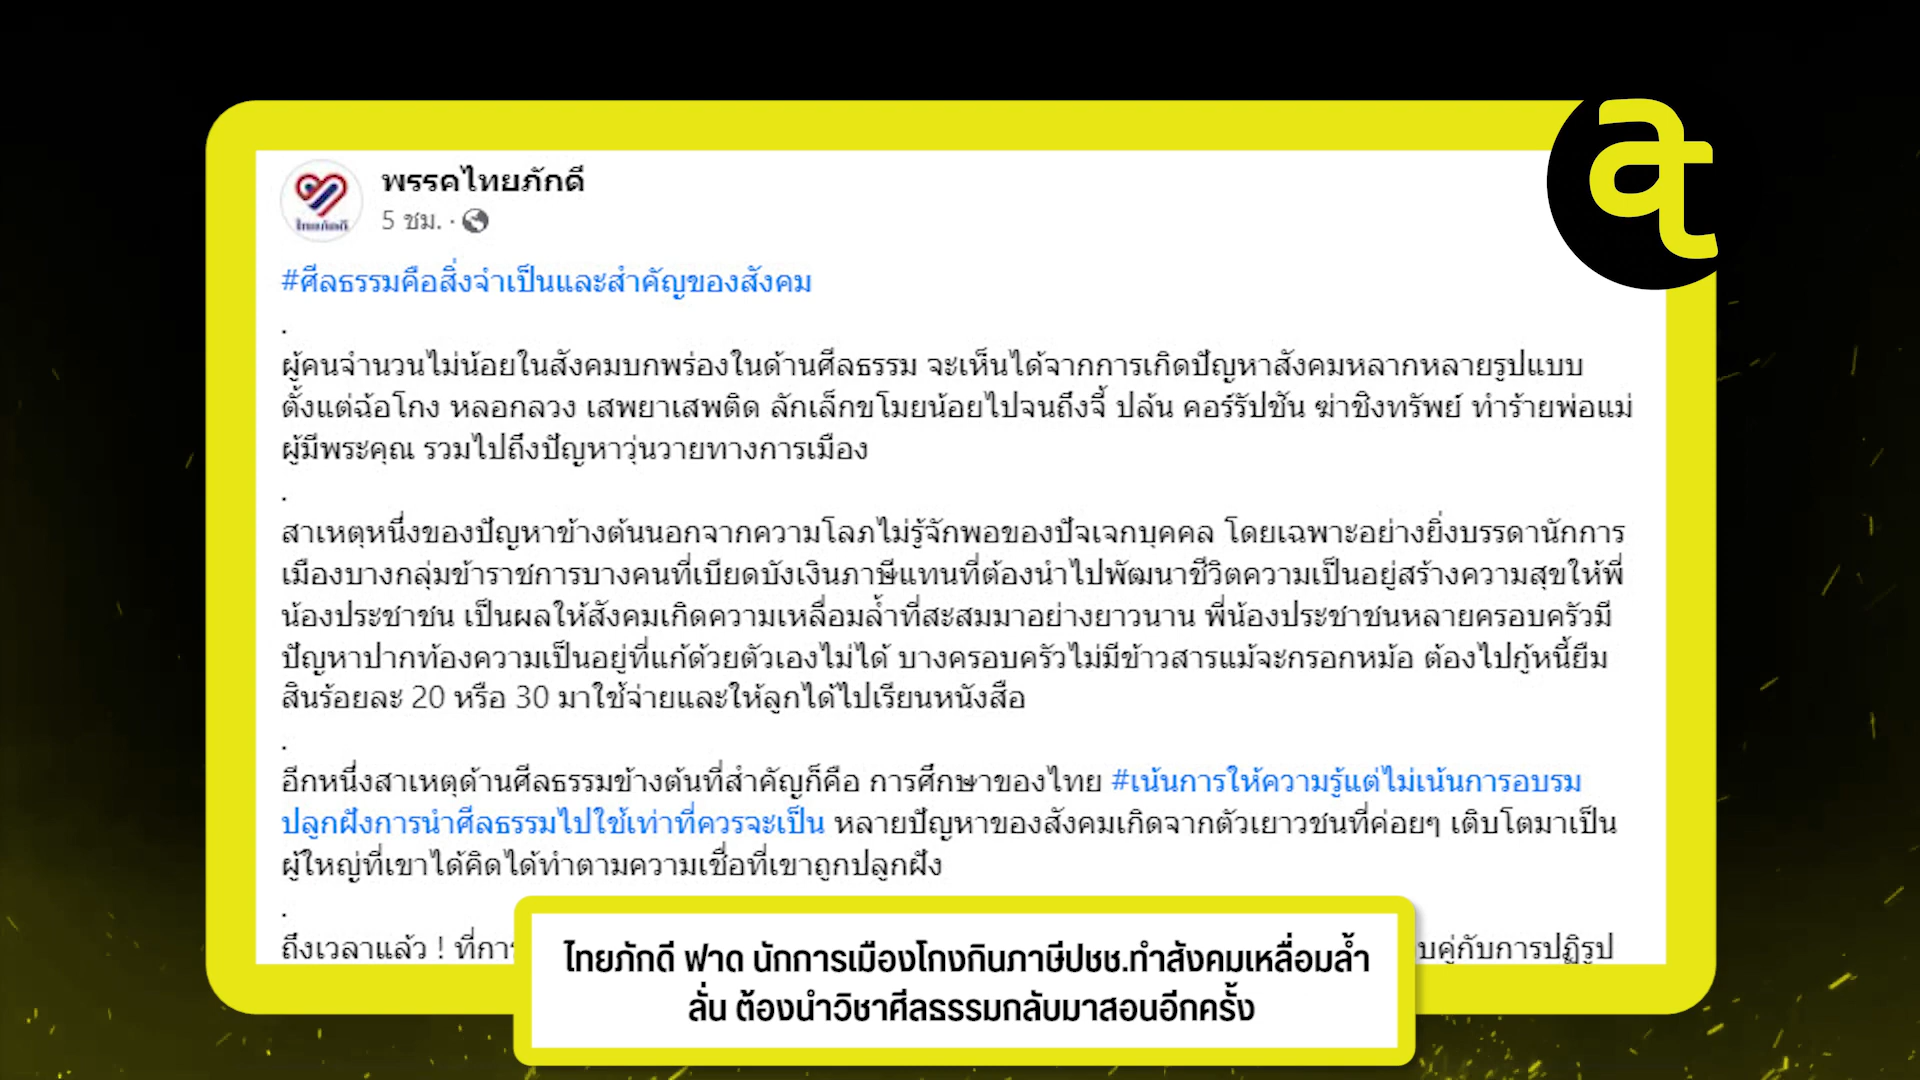 พรรคไทยภักดี
5 ชม. ·
ไทยภักดี
#ศีลธรรมคือสิ่งจำเป็นและสำคัญของสังคม
.
ผู้คนจำนวนไม่น้อยในสังคมบกพร่องในด้านศีลธรรม จะเห็นได้จากการเกิดปัญหาสังคมหลากหลายรูปแบบ
ตั้งแต่ฉ้อโกง หลอกลวง เสพยาเสพติด ลักเล็กขโมยน้อยไปจนถึงจี้ ปล้น คอร์รัปชัน ฆ่าชิงทรัพย์ ทำร้ายพ่อแม่
ผู้มีพระคุณ รวมไปถึงปัญหาวุ่นวายทางการเมือง
.
สาเหตุหนึ่งของปัญหาข้างต้นนอกจากความโลภไม่รู้จักพอของปัจเจกบุคคล โดยเฉพาะอย่างยิ่งบรรดานักการ
เมืองบางกลุ่มข้าราชการบางคนที่เบียดบังเงินภาษีแทนที่ต้องนำไปพัฒนาชีวิตความเป็นอยู่สร้างความสุขให้พี่
น้องประชาชน เป็นผลให้สังคมเกิดความเหลื่อมล้ำที่สะสมมาอย่างยาวนาน พี่น้องประชาชนหลายครอบครัวมี
ปัญหาปากท้องความเป็นอยู่ที่แก้ด้วยตัวเองไม่ได้ บางครอบครัวไม่มีข้าวสารแม้จะกรอกหม้อ ต้องไปกู้หนี้ยืม
สินร้อยละ 20 หรือ 30 มาใช้จ่ายและให้ลูกได้ไปเรียนหนังสือ
.
อีกหนึ่งสาเหตุด้านศีลธรรมข้างต้นที่สำคัญก็คือ การศึกษาของไทย #เน้นการให้ความรู้แต่ไม่เน้นการอบรม
ปลูกฝังการนำศีลธรรมไปใช้เท่าที่ควรจะเป็น หลายปัญหาของสังคมเกิดจากตัวเยาวชนที่ค่อยๆ เติบโตมาเป็น
ผู้ใหญ่ที่เขาได้คิดได้ทำตามความเชื่อที่เขาถูกปลูกฝัง
.
ถึงเวลาแล้ว ! ที่การ บคู่กับการปฏิรูป
ไทยภักดี ฟาด นักการเมืองโกงกินภาษีปชช.ทำสังคมเหลื่อมล้ำ
ลั่น ต้องนำวิชาศีลธรรมกลับมาสอนอีกครั้ง